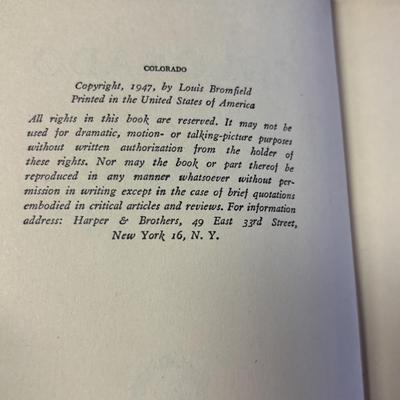 COLORADO
Copyright, 1947, by Louis Bromfield
Printed in the United States of America
All rights in this book are reserved. It may not be
used for dramatic, motion- or talking-picture purposes
without written authorization from the holder of
these rights. Nor may the book or part thereof be
reproduced in any manner whatsoever without per-
mission in writing except in the case of brief quotations
embodied in critical articles and reviews. For information
address: Harper & Brothers, 49 East 33rd Street,
New York 16, N. Y.